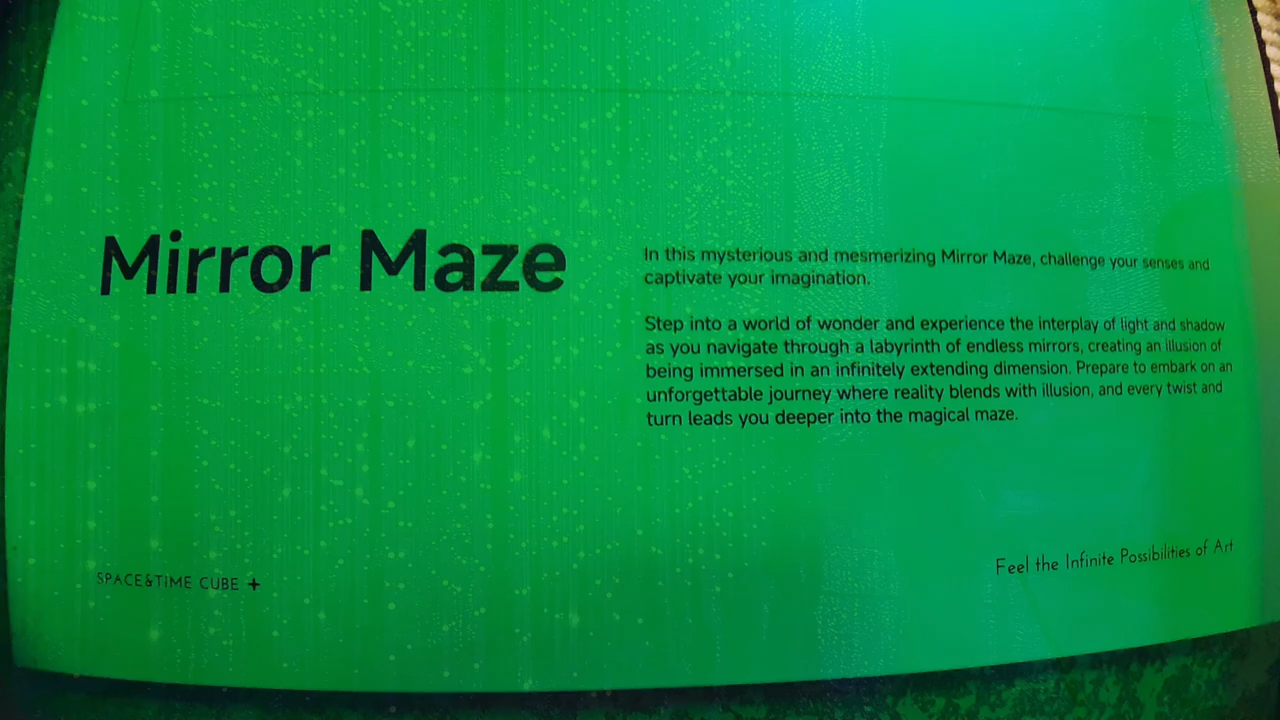 Mirror Maze
In this mysterious and mesmerizing Mirror Maze, challenge your senses and
captivate your imagination.
Step into a world of wonder and experience the interplay of light and shadow
as you navigate through a labyrinth of endless mirrors, creating an illusion of
being immersed in an infinitely extending dimension. Prepare to embark on an
unforgettable journey where reality blends with illusion, and every twist and
turn leads you deeper into the magical maze.
SPACE&TIME CUBE +
Feel the Infinite Possibilities of Art